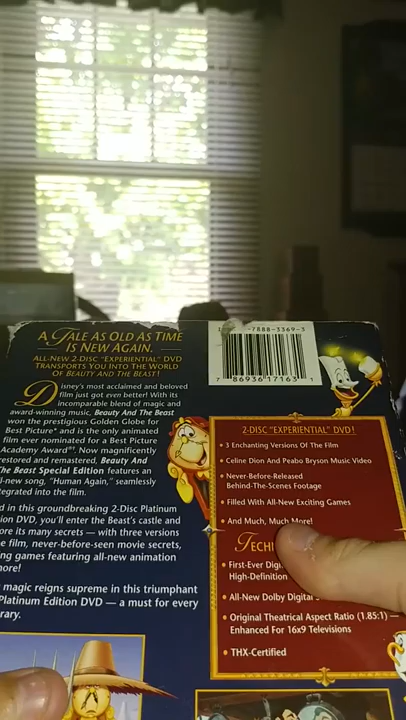 A TALE AS OLD AS TIME
IS NEW AGAIN.
ALL-NEW 2-DISC "EXPERIENTIAL" DVD
TRANSPORTS YOU INTO THE WORLD
OF BEAUTY AND THE BEAST!
Disney's most acclaimed and beloved
film just got even better! With its
incomparable blend of magic and
award-winning music, Beauty And The Beast
won the prestigious Golden Globe for
Best Picture* and is the only animated
film ever nominated for a Best Picture
Academy Award®†. Now magnificently
restored and remastered, Beauty And
The Beast Special Edition features an
new song, "Human Again," seamlessly
tegrated into the film.
d in this groundbreaking 2-Disc Platinum
ion DVD, you'll enter the Beast's castle and
ore its many secrets — with three versions
e film, never-before-seen movie secrets,
ng games featuring all-new animation
ore!
magic reigns supreme in this triumphant
Platinum Edition DVD — a must for every
rary.
-7888-3369-3
7 86936 17163
2-DISC "EXPERIENTIAL" DVD!
• 3 Enchanting Versions Of The Film
• Celine Dion And Peabo Bryson Music Video
• Never-Before-Released
Behind-The-Scenes Footage
• Filled With All-New Exciting Games
• And Much, Much More!
TECH
• First-Ever Dig
High-Definition
• All-New Dolby Digital
• Original Theatrical Aspect Ratio (1.85:1) —
Enhanced For 16x9 Televisions
• THX-Certified